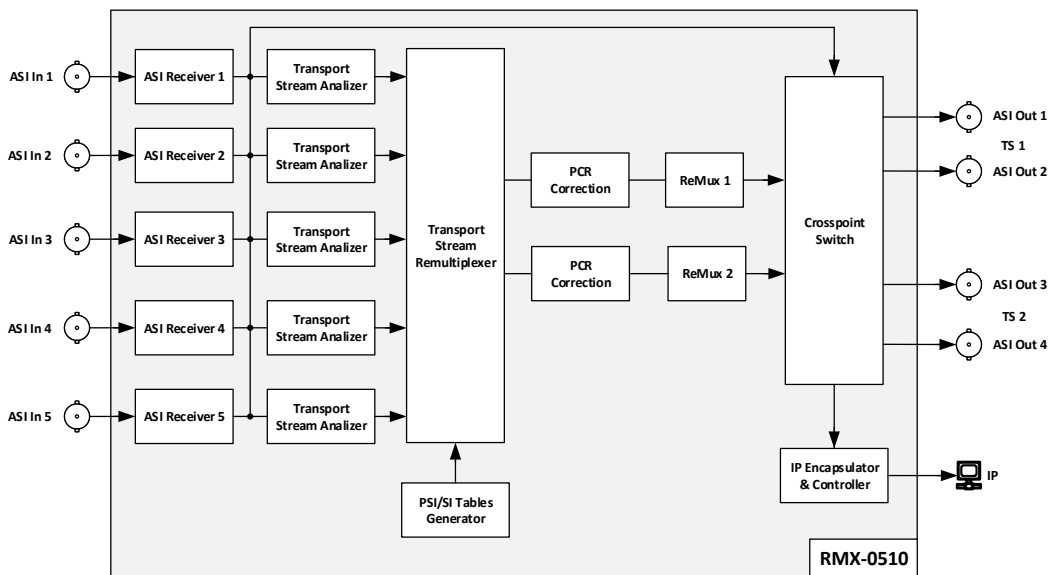 ASI In 1
ASI Receiver 1
Transport
Stream Analizer
ASI In 2
ASI Receiver 2
Transport
Stream Analizer
ASI In 3
ASI Receiver 3
Transport
Stream Analizer
ASI In 4
ASI Receiver 4
Transport
Stream Analizer
ASI In 5
ASI Receiver 5
Transport
Stream Analizer
Transport
Stream
Remultiplexer
PSI/SI Tables
Generator
PCR
Correction
ReMux 1
PCR
Correction
ReMux 2
Crosspoint
Switch
ASI Out 1
TS 1
ASI Out 2
ASI Out 3
TS 2
ASI Out 4
IP Encapsulator
& Controller
IP
RMX-0510